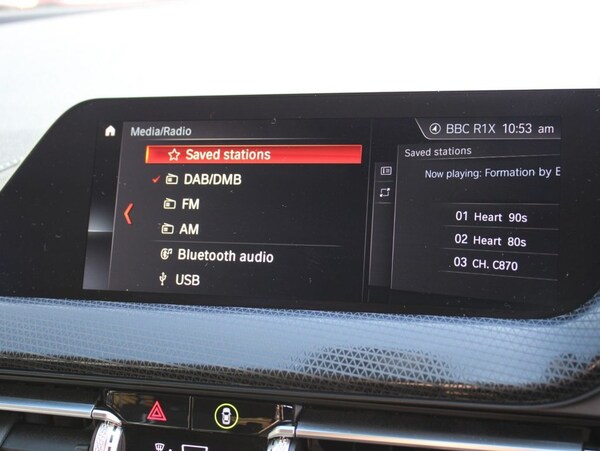 Media/Radio
BBC R1X 10:53 am
Saved stations
DAB/DMB
FM
AM
Bluetooth audio
USB
Saved stations
Now playing: Formation by
01 Heart 90s
02 Heart 80s
03 CH. C870